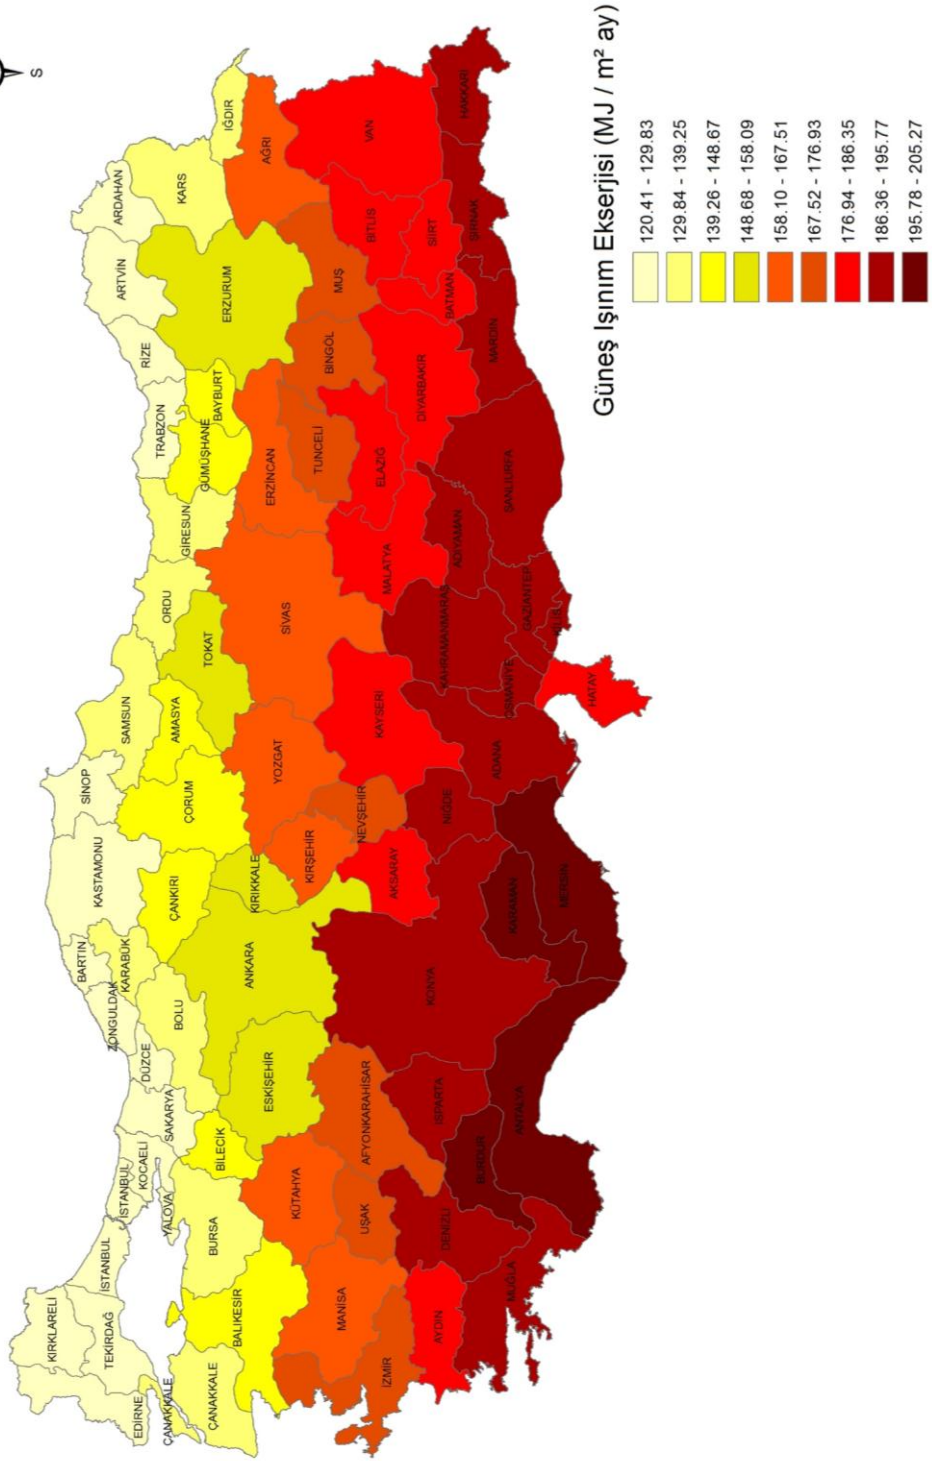 S
KIRKLARELİ
EDİRNE
TEKİRDAĞ
İSTANBUL
İSTANBUL
KOCAELİ
YALOVA
SAKARYA
DÜZCE
ZONGULDAK
BARTIN
KARABÜK
KASTAMONU
SİNOP
SAMSUN
ORDU
GİRESUN
TRABZON
RİZE
ARTVİN
ARDAHAN
KARS
IĞDIR
ÇANAKKALE
ÇANAKKALE
BALIKESİR
BURSA
BİLECİK
BOLU
ÇANKIRI
ÇORUM
AMASYA
TOKAT
GÜMÜŞHANE
BAYBURT
ERZURUM
AĞRI
ESKİŞEHİR
ANKARA
KIRIKKALE
KIRŞEHİR
YOZGAT
SİVAS
ERZİNCAN
TUNCELİ
BİNGÖL
MUŞ
BİTLİS
VAN
MANİSA
İZMİR
KÜTAHYA
UŞAK
AFYONKARAHİSAR
NEVŞEHİR
AKSARAY
KAYSERİ
MALATYA
ELAZIĞ
DİYARBAKIR
BATMAN
SİİRT
ŞIRNAK
HAKKARİ
AYDIN
DENİZLİ
MUĞLA
BURDUR
ISPARTA
ANTALYA
KONYA
KARAMAN
MERSİN
NİĞDE
ADANA
OSMANİYE
KAHRAMANMARAŞ
HATAY
GAZİANTEP
KİLİS
ADIYAMAN
ŞANLIURFA
MARDİN
Güneş Işınım Ekserjisi (MJ / m² ay)
120.41 - 129.83
129.84 - 139.25
139.26 - 148.67
148.68 - 158.09
158.10 - 167.51
167.52 - 176.93
176.94 - 186.35
186.36 - 195.77
195.78 - 205.27